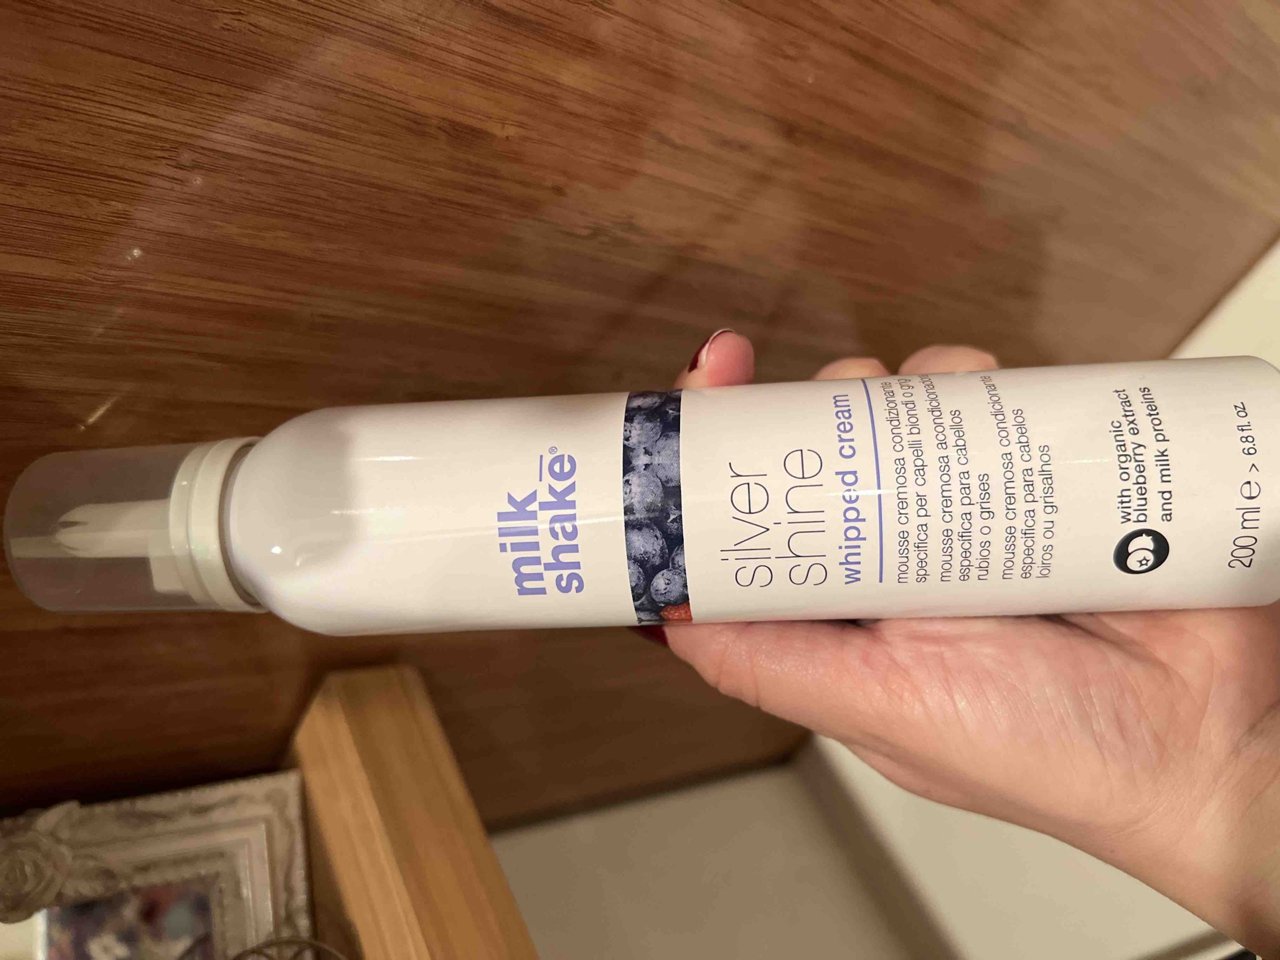 milk_
shake®
silver
shine
whipped cream
mousse cremosa condizionante
specifica per capelli biondi o grigi
mousse cremosa acondicionadora
específica para cabellos
rubios o grises
mousse cremosa condicionante
específica para cabelos
loiros ou grisalhos
with organic
blueberry extract
and milk proteins
200 ml e > 6.8 fl. oz